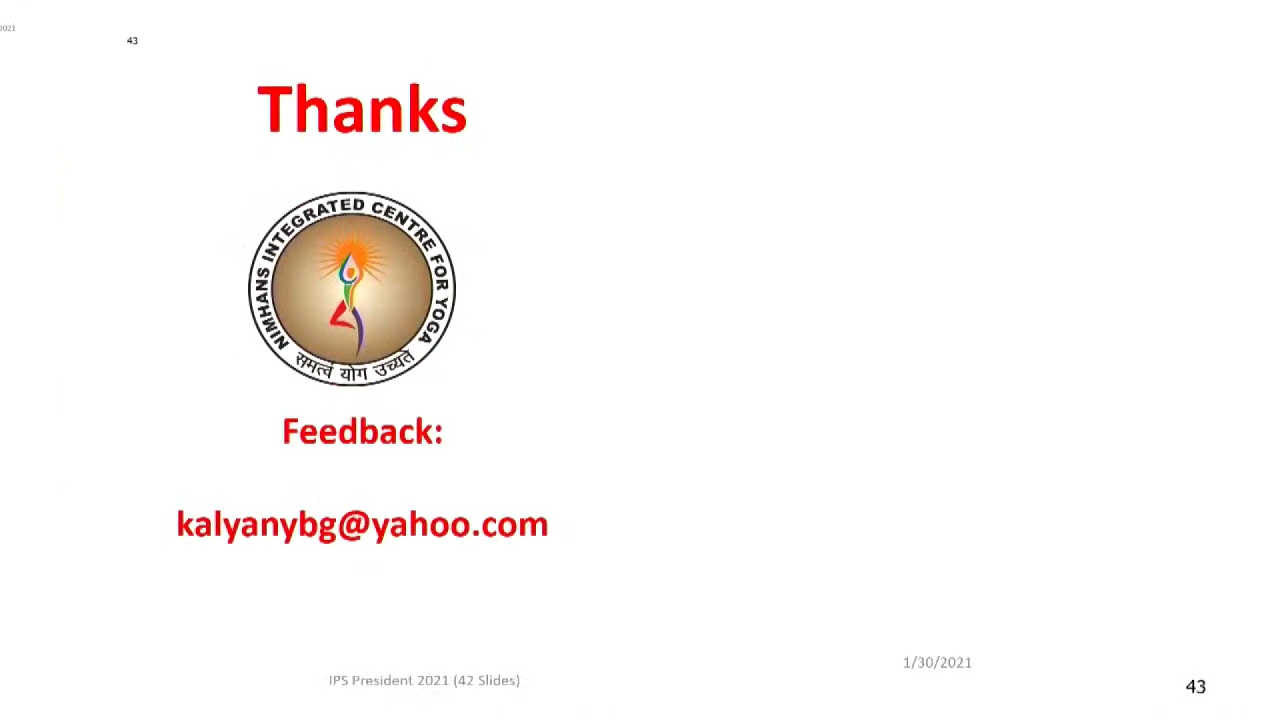 2021
43
Thanks
NIMHANS INTEGRATED CENTRE FOR YOGA
समत्वं योग उच्यते
Feedback:
kalyanybg@yahoo.com
1/30/2021
IPS President 2021 (42 Slides)
43